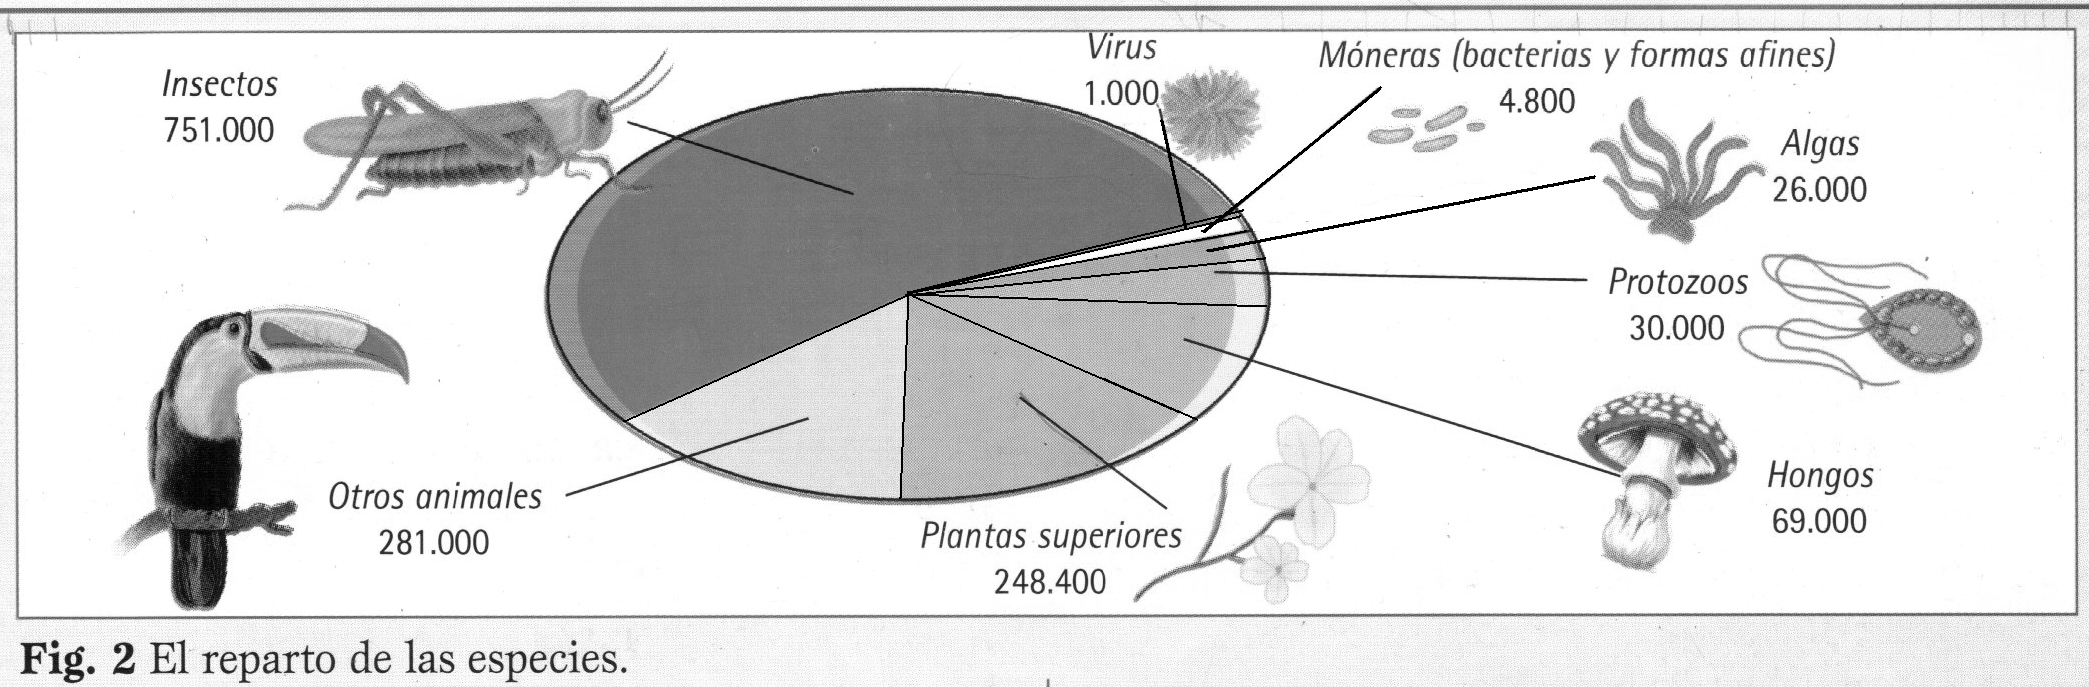 Insectos
751.000
Virus
1.000
Móneras (bacterias y formas afines)
4.800
Algas
26.000
Protozoos
30.000
Hongos
69.000
Otros animales
281.000
Plantas superiores
248.400
Fig. 2 El reparto de las especies.